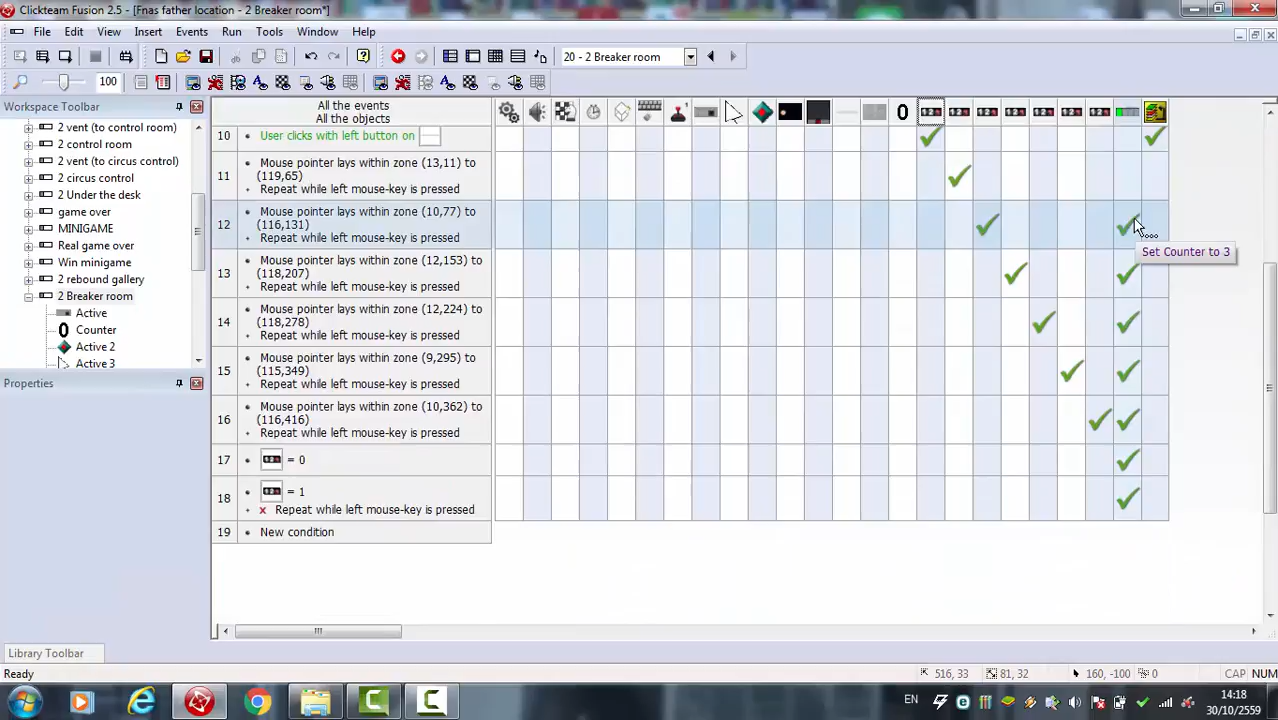 Clickteam Fusion 2.5 - [Fnas father location - 2 Breaker room*]
File Edit View Insert Events Run Tools Window Help
20 - 2 Breaker room
100
Workspace Toolbar
2 vent (to control room)
2 control room
2 vent (to circus control)
2 circus control
2 Under the desk
game over
MINIGAME
Real game over
Win minigame
2 rebound gallery
2 Breaker room
Active
Counter
Active 2
Active 3
Properties
Library Toolbar
All the events
All the objects
10 User clicks with left button on
11 Mouse pointer lays within zone (13,11) to
(119,65)
Repeat while left mouse-key is pressed
12 Mouse pointer lays within zone (10,77) to
(116,131)
Repeat while left mouse-key is pressed
Set Counter to 3
13 Mouse pointer lays within zone (12,153) to
(118,207)
Repeat while left mouse-key is pressed
14 Mouse pointer lays within zone (12,224) to
(118,278)
Repeat while left mouse-key is pressed
15 Mouse pointer lays within zone (9,295) to
(115,349)
Repeat while left mouse-key is pressed
16 Mouse pointer lays within zone (10,362) to
(116,416)
Repeat while left mouse-key is pressed
17 = 0
18 = 1
X Repeat while left mouse-key is pressed
19 New condition
Ready
516, 33 81, 32 160, -100 0 CAP NUM
EN
14:18
30/10/2559